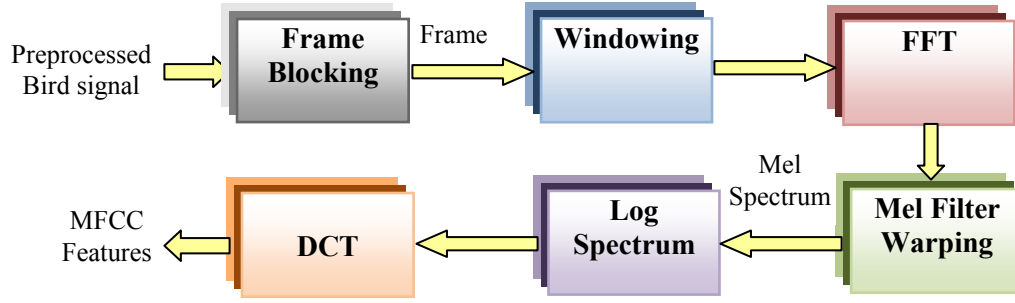 Preprocessed
Bird signal
Frame
Blocking
Frame
Windowing
FFT
Mel Filter
Warping
Mel
Spectrum
Log
Spectrum
DCT
MFCC
Features